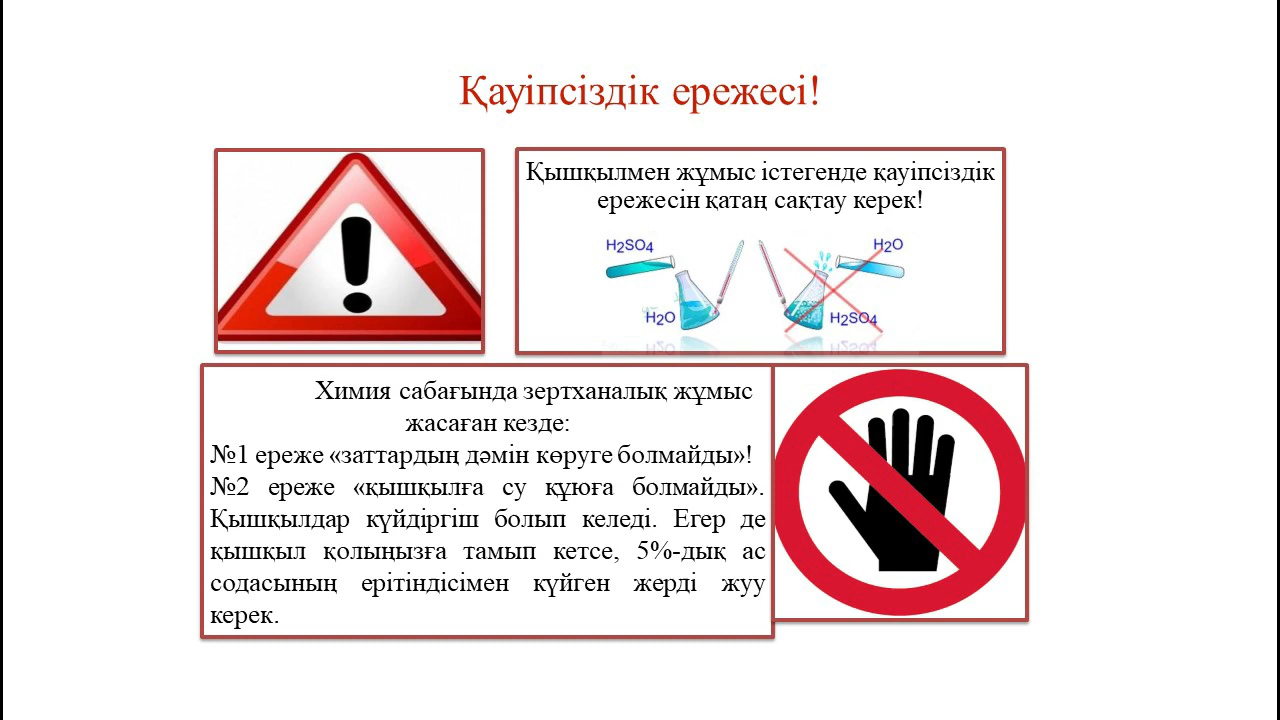 Қауіпсіздік ережесі!
Қышқылмен жұмыс істегенде қауіпсіздік
ережесін қатаң сақтау керек!
H2SO4
H2O
H2O
H2SO4
Химия сабағында зертханалық жұмыс
жасаған кезде:
№1 ереже «заттардың дәмін көруге болмайды»!
№2 ереже «қышқылға су құюға болмайды».
Қышқылдар күйдіргіш болып келеді. Егер де
қышқыл қолыңызға тамып кетсе, 5%-дық ас
содасының ерітіндісімен күйген жерді жуу
керек.